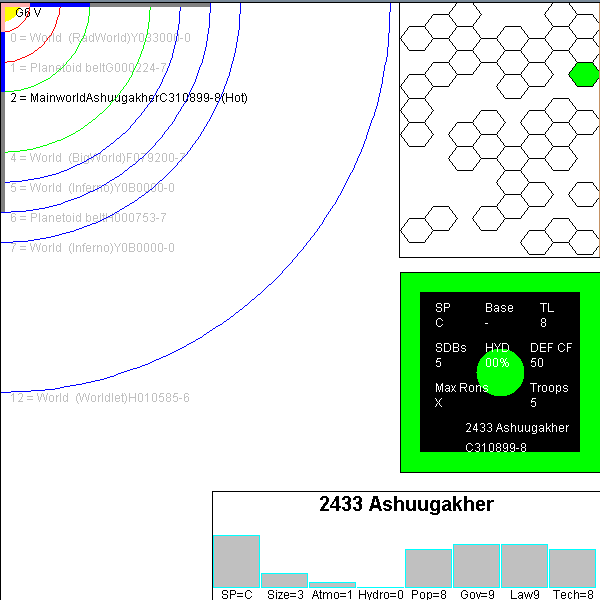 G6 V
0 = World (RadWorld)Y033000-0
1 = Planetoid beltG000224-7
2 = MainworldAshuugakherC310899-8(Hot)
4 = World (BigWorld)F079200-7
5 = World (Inferno)Y0B0000-0
6 = Planetoid beltH000753-7
7 = World (Inferno)Y0B0000-0
12 = World (Worldlet)H010585-6
SP Base TL
C - 8
SDBs HYD DEF CF
5 00% 50
Max Rons Troops
X 5
2433 Ashuugakher
C310899-8
2433 Ashuugakher
SP=C Size=3 Atmo=1 Hydro=0 Pop=8 Gov=9 Law9 Tech=8